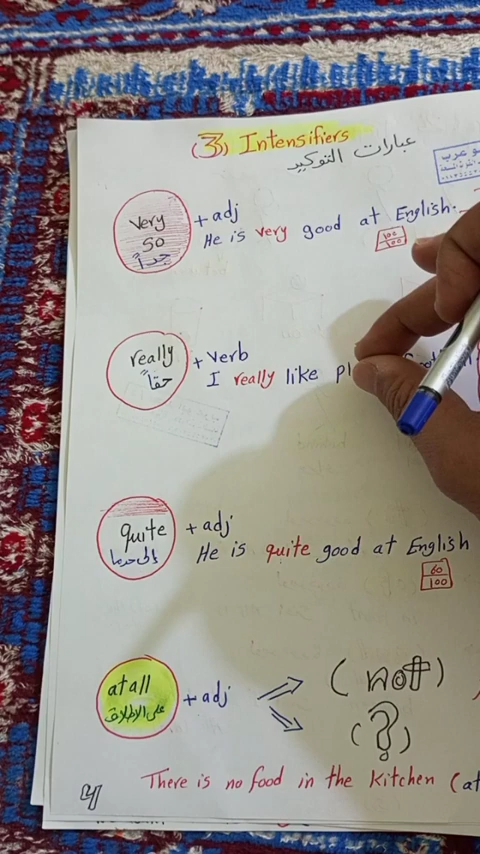 (3) Intensifiers
عبارات التوكيد
very + adj
so He is very good at English.
جداً
100
100
really + verb
حقاً I really like
quite + adj
إلى حد ما He is quite good at English
60
100
at all + adj (not)
على الإطلاق (?)
There is no food in the kitchen (at
4